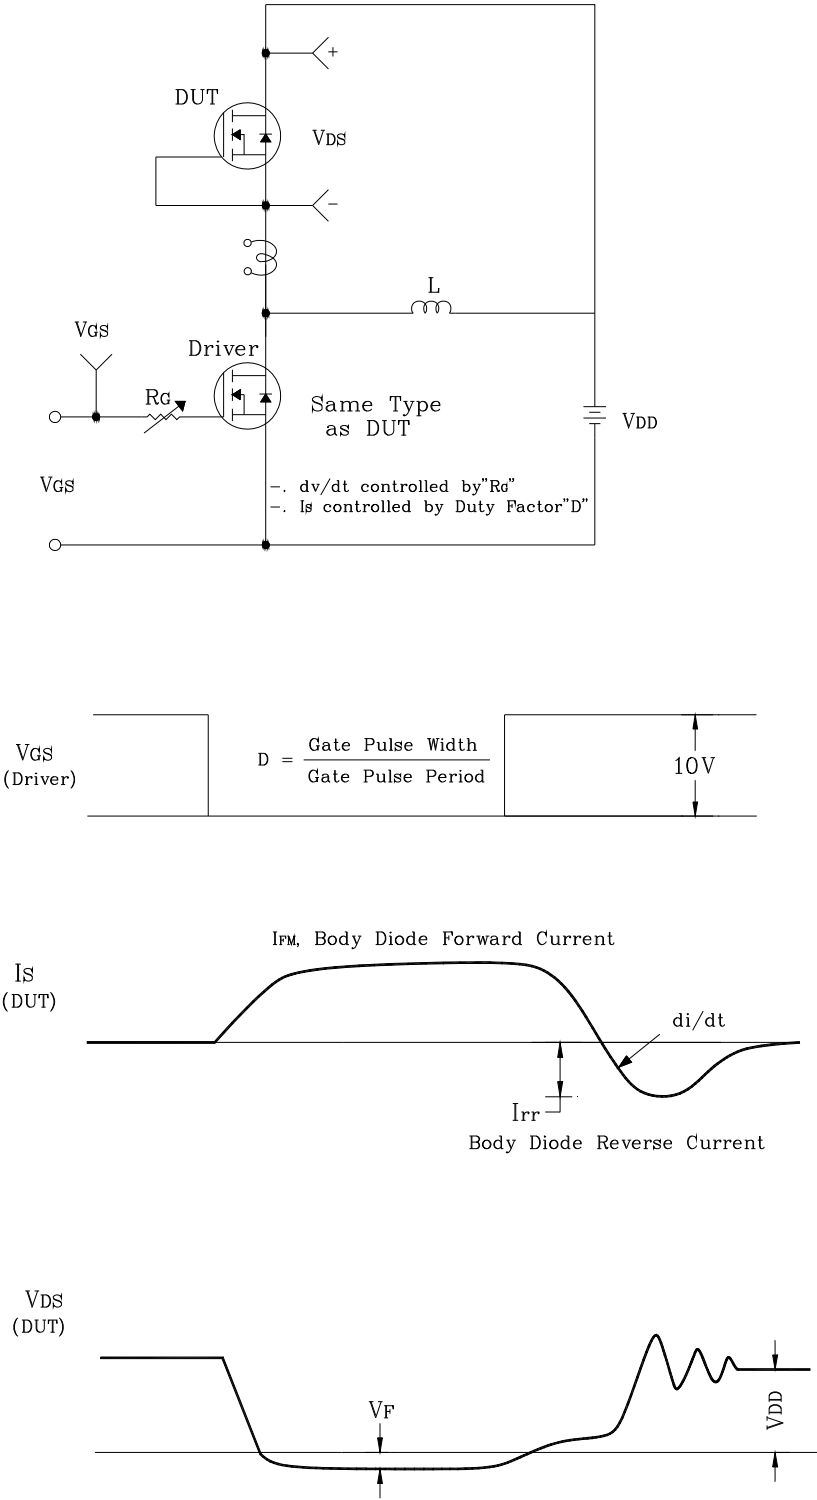 +
DUT
VDS
−
L
VGS
Driver
RG
Same Type
as DUT
VDD
VGS
−. dv/dt controlled by"RG"
−. IS controlled by Duty Factor"D"
VGS
(Driver)
D = Gate Pulse Width
Gate Pulse Period
10V
IFM, Body Diode Forward Current
IS
(DUT)
di/dt
Irr
Body Diode Reverse Current
VDS
(DUT)
VF
VDD